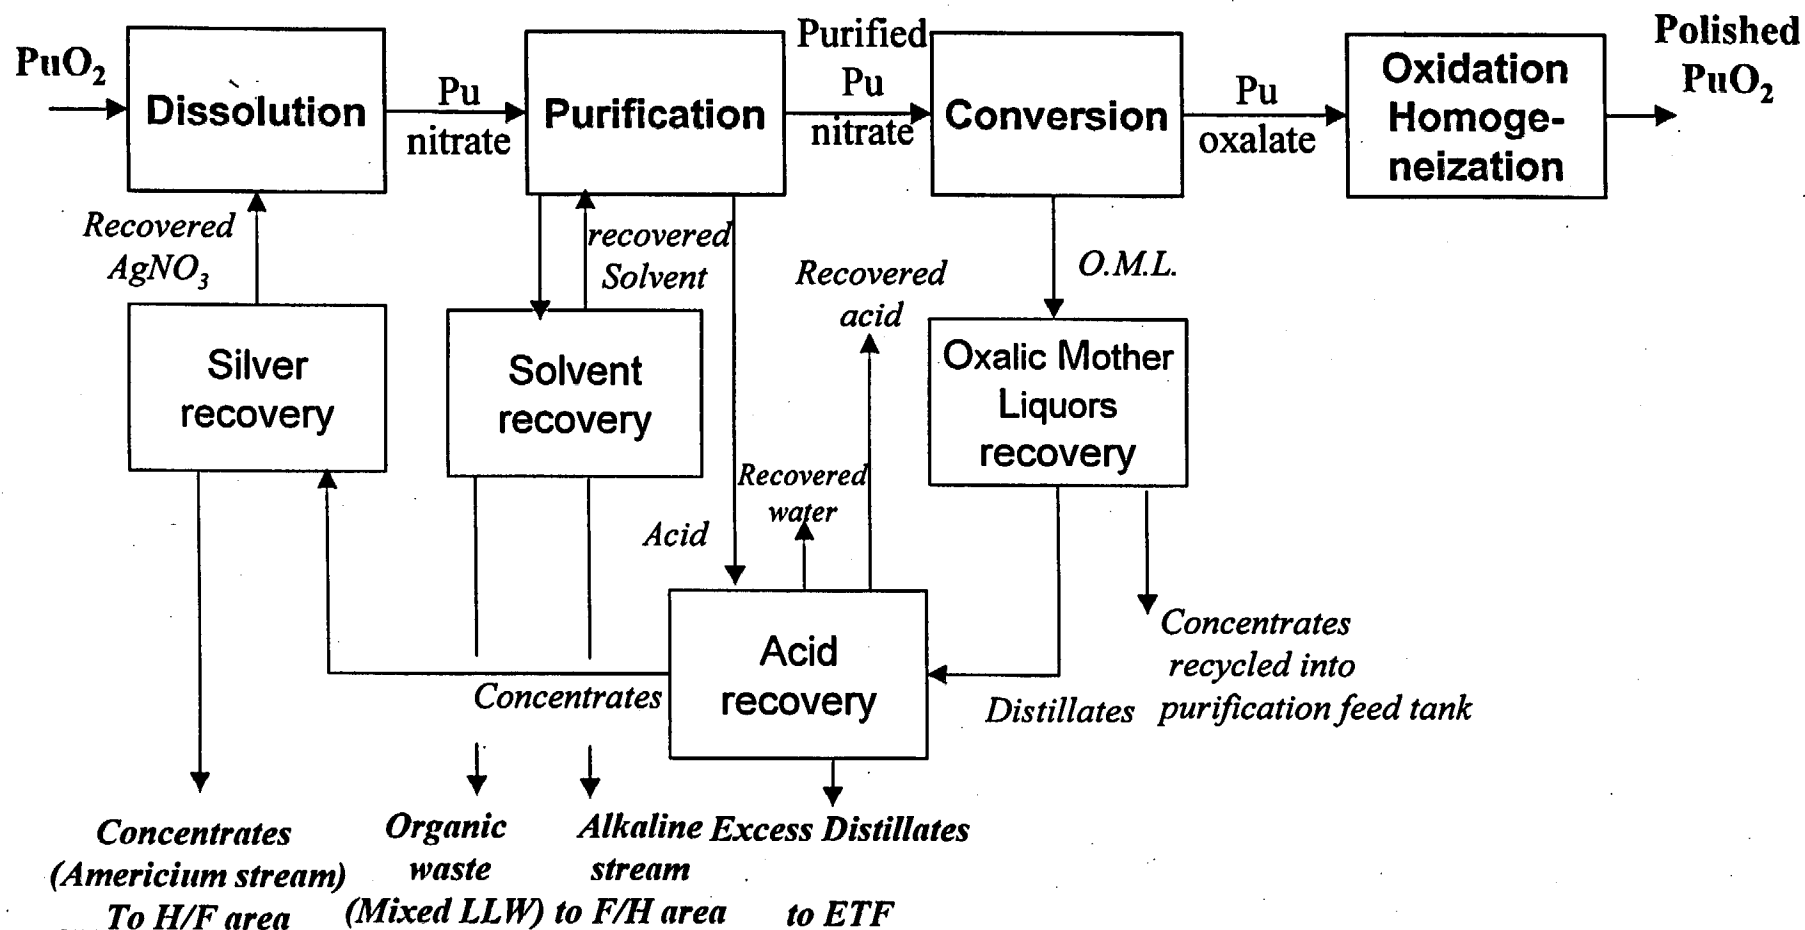 PuO₂
Dissolution
Pu
nitrate
Purification
Purified
Pu
nitrate
Conversion
Pu
oxalate
Oxidation
Homoge-
neization
Polished
PuO₂
Recovered
AgNO₃
recovered
Solvent
Recovered
acid
O.M.L.
Silver
recovery
Solvent
recovery
Oxalic Mother
Liquors
recovery
Recovered
water
Acid
Acid
recovery
Concentrates
Distillates
Concentrates
recycled into
purification feed tank
Concentrates
(Americium stream)
To H/F area
Organic
waste
(Mixed LLW)
Alkaline
stream
to F/H area
Excess Distillates
to ETF